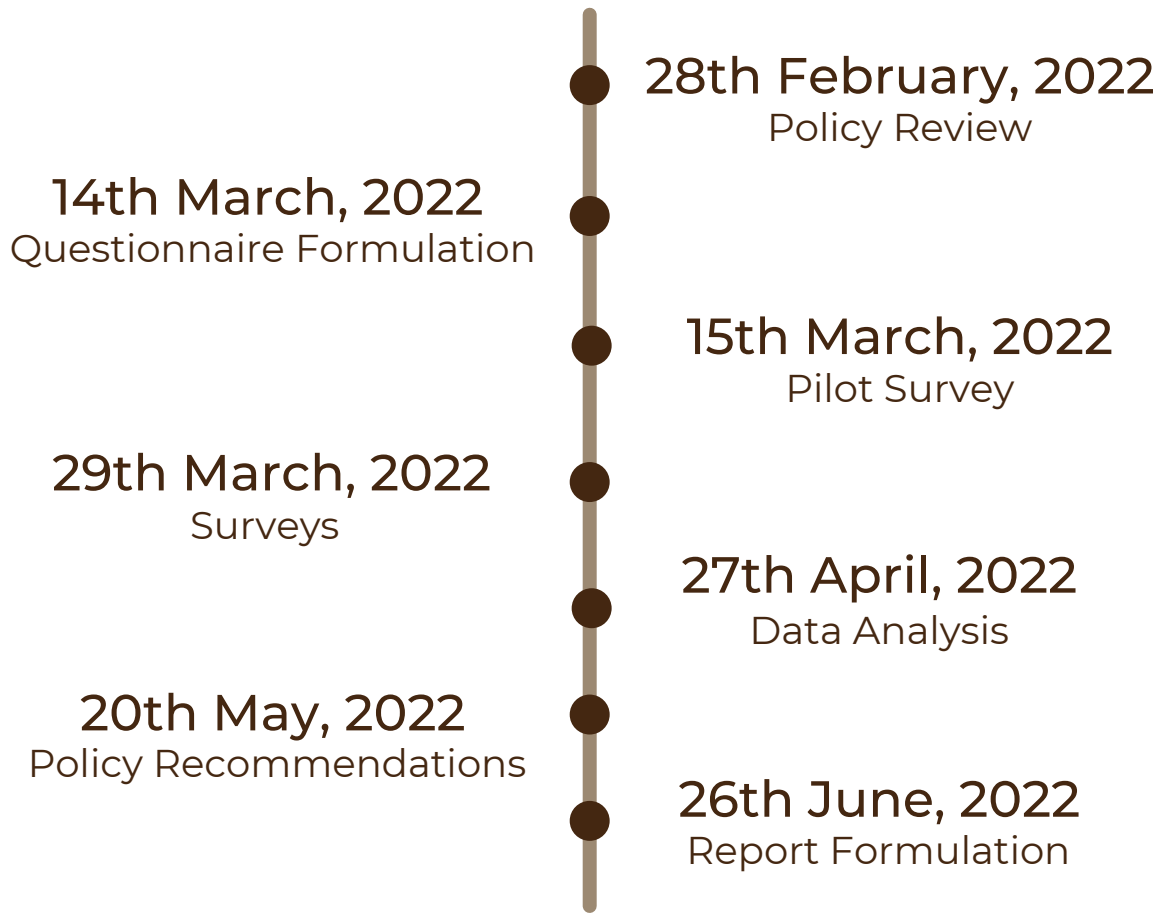 28th February, 2022
Policy Review
14th March, 2022
Questionnaire Formulation
15th March, 2022
Pilot Survey
29th March, 2022
Surveys
27th April, 2022
Data Analysis
20th May, 2022
Policy Recommendations
26th June, 2022
Report Formulation